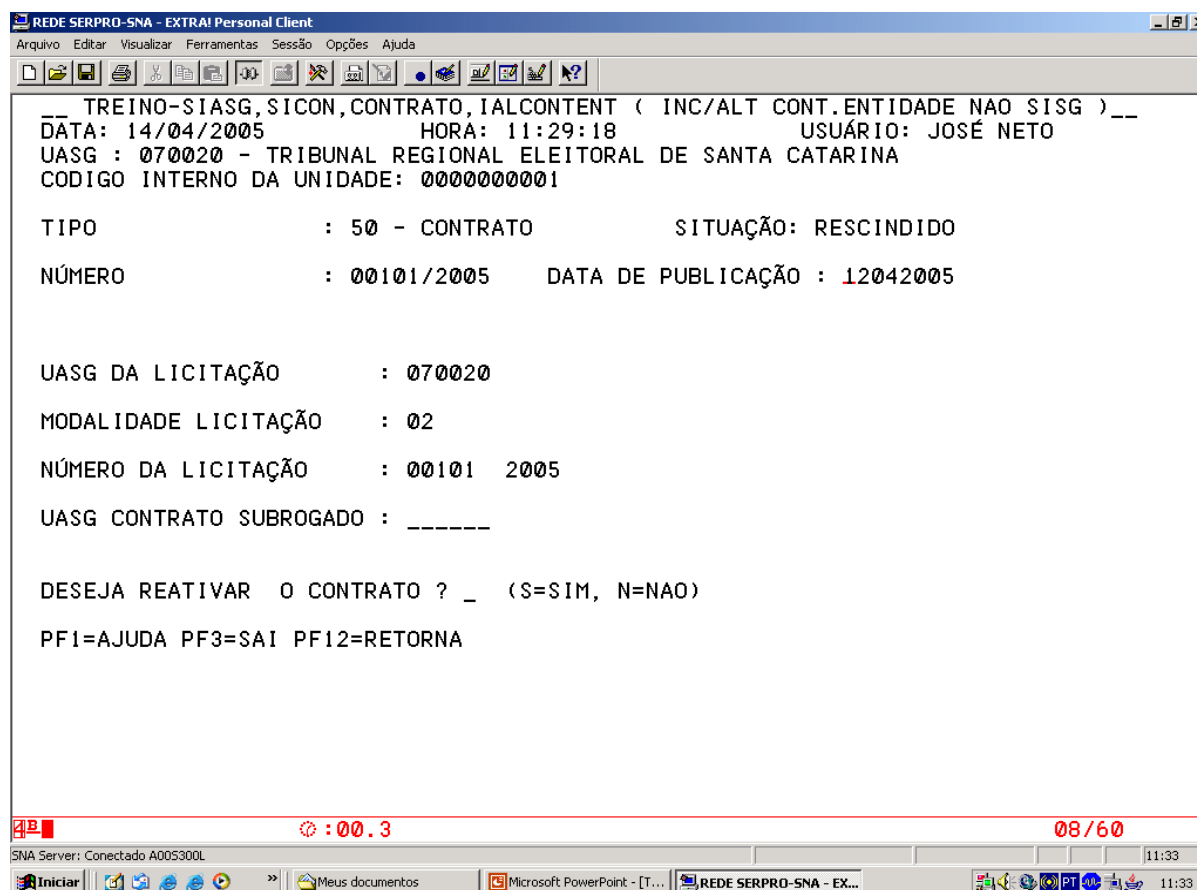 REDE SERPRO-SNA - EXTRA! Personal Client
Arquivo Editar Visualizar Ferramentas Sessão Opções Ajuda
__ TREINO-SIASG,SICON,CONTRATO,IALCONTENT ( INC/ALT CONT.ENTIDADE NAO SISG )__
DATA: 14/04/2005 HORA: 11:29:18 USUÁRIO: JOSÉ NETO
UASG : 070020 - TRIBUNAL REGIONAL ELEITORAL DE SANTA CATARINA
CODIGO INTERNO DA UNIDADE: 0000000001
TIPO : 50 - CONTRATO SITUAÇÃO: RESCINDIDO
NÚMERO : 00101/2005 DATA DE PUBLICAÇÃO : 12042005
UASG DA LICITAÇÃO : 070020
MODALIDADE LICITAÇÃO : 02
NÚMERO DA LICITAÇÃO : 00101 2005
UASG CONTRATO SUBROGADO : ______
DESEJA REATIVAR O CONTRATO ? _ (S=SIM, N=NAO)
PF1=AJUDA PF3=SAI PF12=RETORNA
4B :00.3 08/60
SNA Server: Conectado A005300L 11:33
Iniciar » Meus documentos Microsoft PowerPoint - [T... REDE SERPRO-SNA - EX... PT 11:33